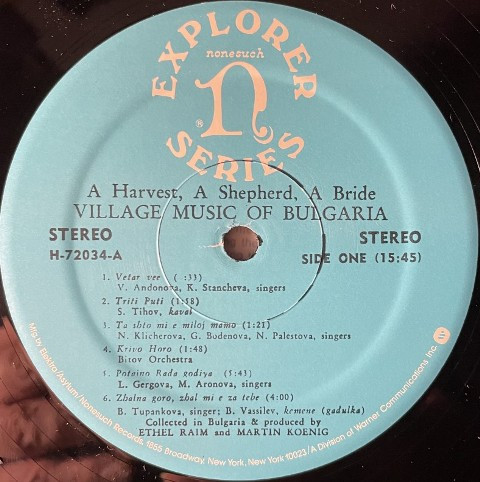 EXPLORER
nonesuch
n
®
SERIES
A Harvest, A Shepherd, A Bride
VILLAGE MUSIC OF BULGARIA
STEREO
H-72034-A
STEREO
SIDE ONE (15:45)
1. Vetar vee ( :33)
V. Andonova, K. Stancheva, singers
2. Triti Puti (1:18)
S. Tihov, kaval
3. Ta shto mi e miloj mamo (1:21)
N. Klicherova, G. Bodenova, N. Palestova, singers
4. Krivo Horo (1:48)
Bitov Orchestra
5. Potajno Rada godiya (5:43)
L. Gergova, M. Aronova, singers
6. Zbalna goro, zbal mi e za tebe (4:00)
B. Tupankova, singer; B. Vassilev, kemene (gadulka)
Collected in Bulgaria & produced by
ETHEL RAIM and MARTIN KOENIG
Mfg by Elektra/Asylum/Nonesuch Records, 1855 Broadway, New York, New York 10023/A Division of Warner Communications Inc.